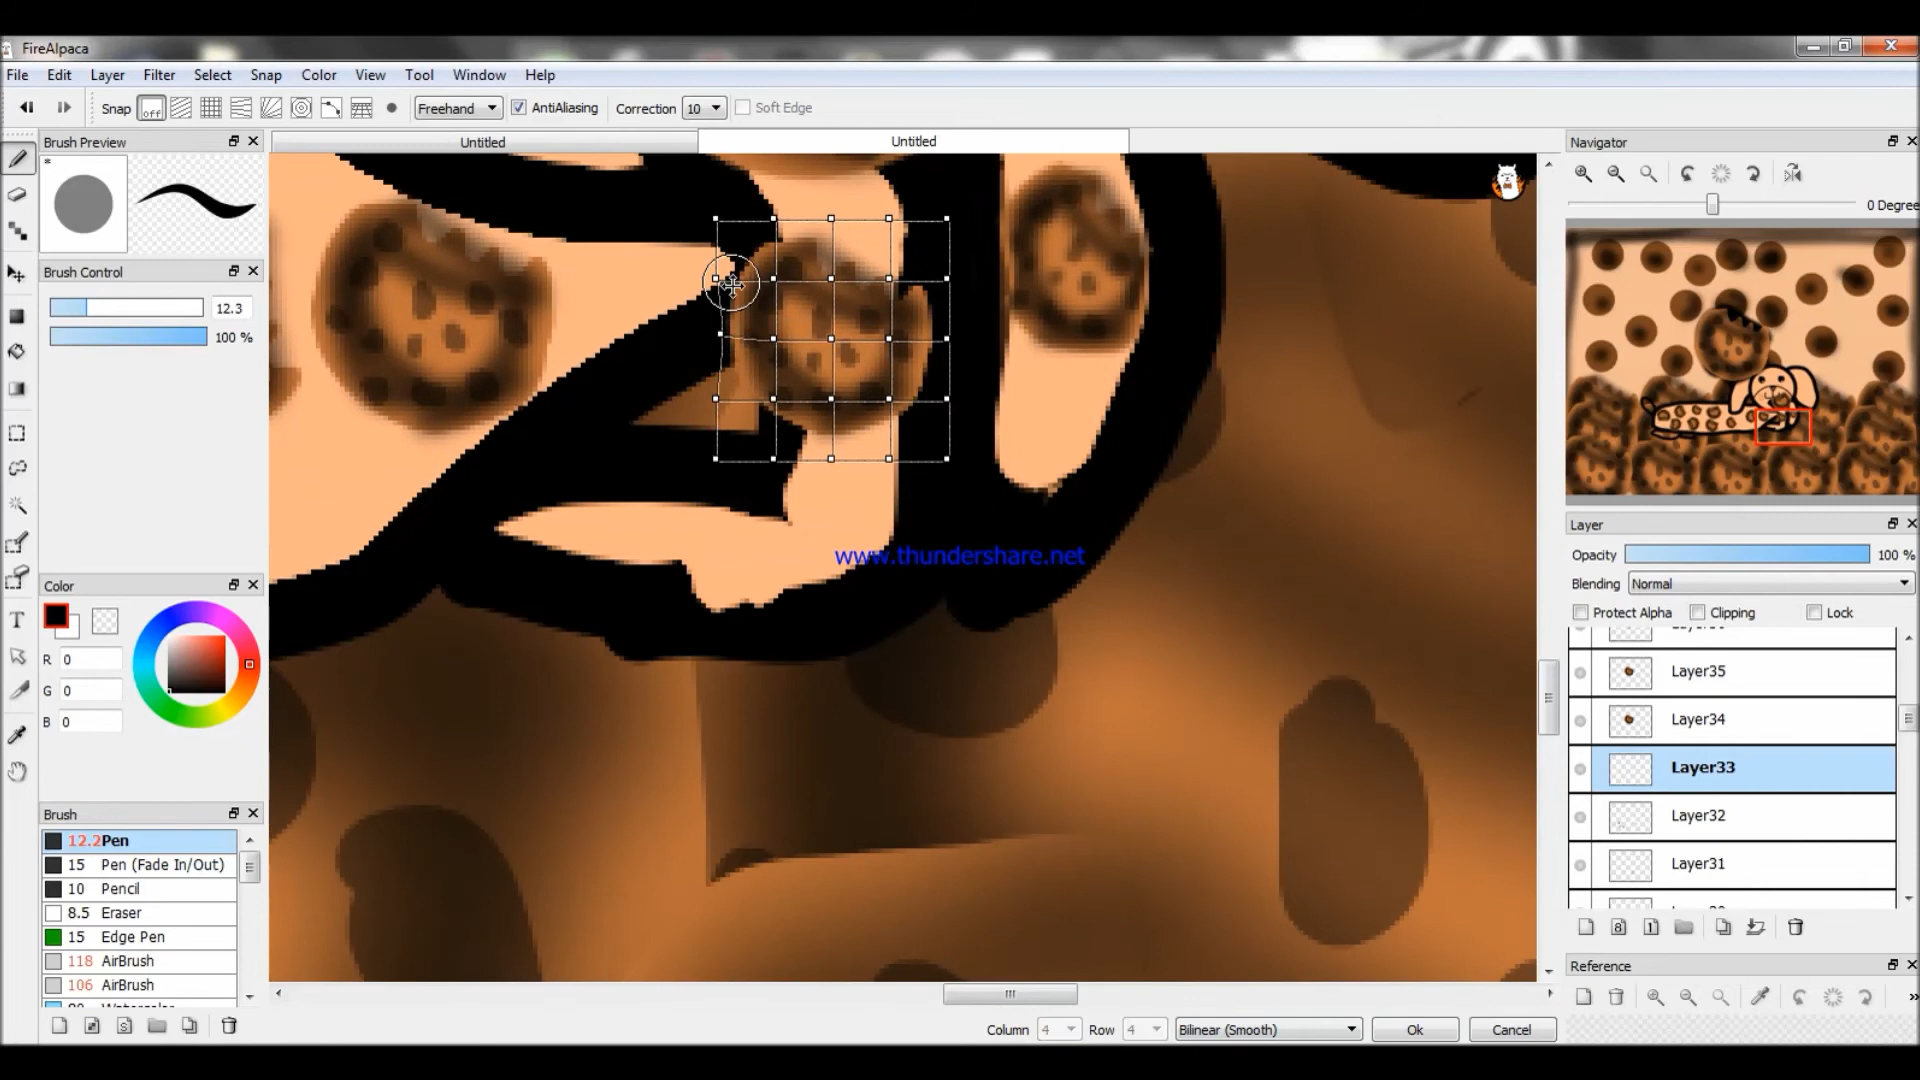 FireAlpaca
File Edit Layer Filter Select Snap Color View Tool Window Help
Snap off Freehand AntiAliasing Correction 10 Soft Edge
Brush Preview
Untitled
Untitled
Navigator
*
0 Degree
Brush Control
12.3
100 %
Layer
Opacity 100 %
Blending Normal
Protect Alpha Clipping Lock
Layer35
Layer34
Layer33
Layer32
Layer31
www.thundershare.net
Color
R 0
G 0
B 0
T
Brush
12.2 Pen
15 Pen (Fade In/Out)
10 Pencil
8.5 Eraser
15 Edge Pen
118 AirBrush
106 AirBrush
8 1
S
Reference
Column 4 Row 4 Bilinear (Smooth) Ok Cancel